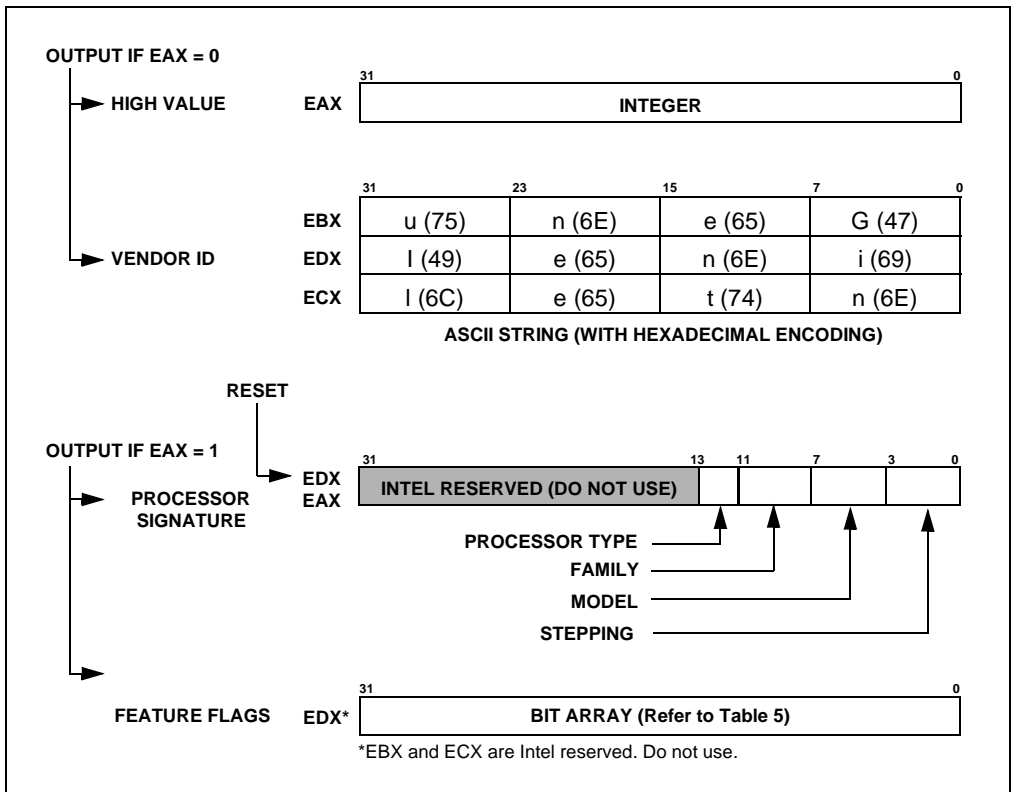 OUTPUT IF EAX = 0
31 0
HIGH VALUE EAX INTEGER
31 23 15 7 0
EBX u (75) n (6E) e (65) G (47)
VENDOR ID EDX I (49) e (65) n (6E) i (69)
ECX l (6C) e (65) t (74) n (6E)
ASCII STRING (WITH HEXADECIMAL ENCODING)
RESET
OUTPUT IF EAX = 1
31 13 11 7 3 0
EDX
EAX
INTEL RESERVED (DO NOT USE)
PROCESSOR
SIGNATURE
PROCESSOR TYPE
FAMILY
MODEL
STEPPING
31 0
FEATURE FLAGS EDX* BIT ARRAY (Refer to Table 5)
*EBX and ECX are Intel reserved. Do not use.